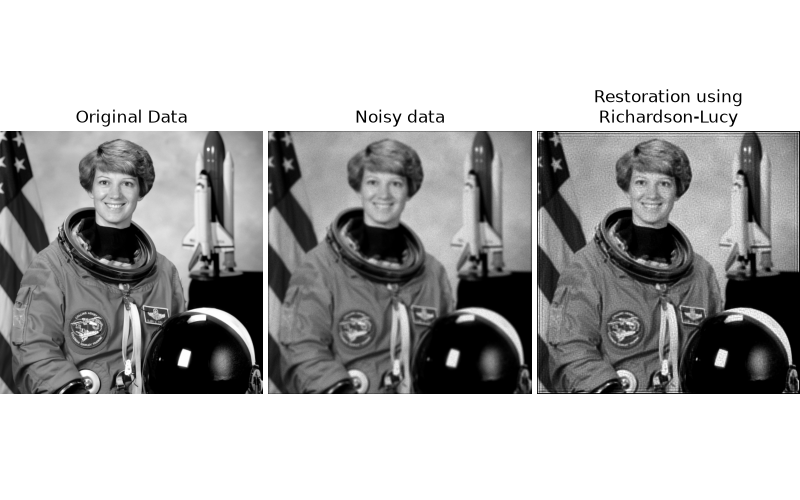 Original Data
Noisy data
Restoration using
Richardson-Lucy